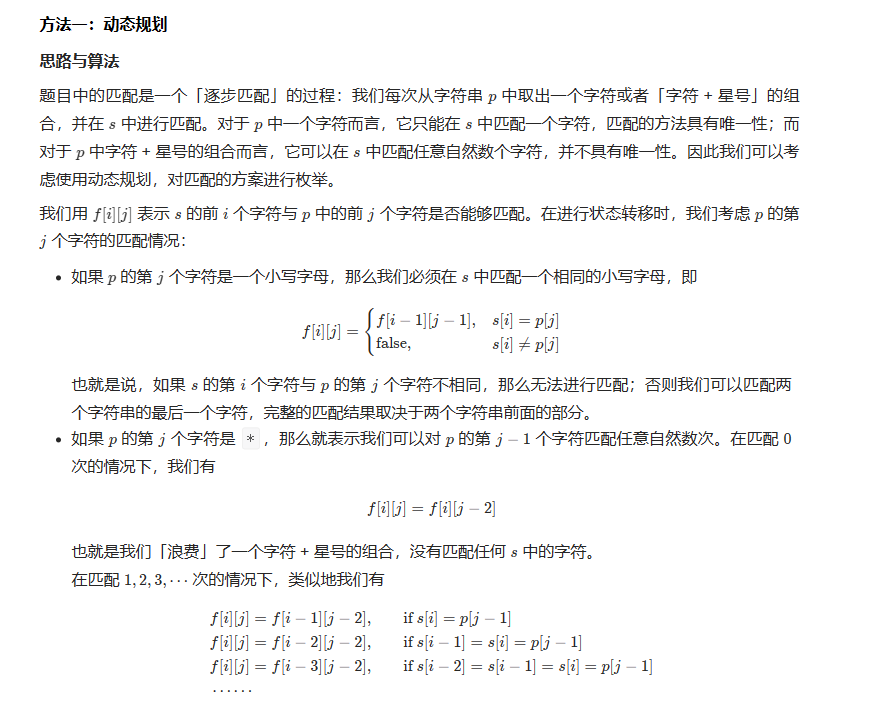 方法一：动态规划
思路与算法
题目中的匹配是一个「逐步匹配」的过程：我们每次从字符串 p 中取出一个字符或者「字符 + 星号」的组
合，并在 s 中进行匹配。对于 p 中一个字符而言，它只能在 s 中匹配一个字符，匹配的方法具有唯一性；而
对于 p 中字符 + 星号的组合而言，它可以在 s 中匹配任意自然数个字符，并不具有唯一性。因此我们可以考
虑使用动态规划，对匹配的方案进行枚举。
我们用 f[i][j] 表示 s 的前 i 个字符与 p 中的前 j 个字符是否能够匹配。在进行状态转移时，我们考虑 p 的第
j 个字符的匹配情况：
• 如果 p 的第 j 个字符是一个小写字母，那么我们必须在 s 中匹配一个相同的小写字母，即
f[i][j] = { f[i − 1][j − 1], s[i] = p[j]
false, s[i] ≠ p[j]
也就是说，如果 s 的第 i 个字符与 p 的第 j 个字符不相同，那么无法进行匹配；否则我们可以匹配两
个字符串的最后一个字符，完整的匹配结果取决于两个字符串前面的部分。
• 如果 p 的第 j 个字符是 * ，那么就表示我们可以对 p 的第 j − 1 个字符匹配任意自然数次。在匹配 0
次的情况下，我们有
f[i][j] = f[i][j − 2]
也就是我们「浪费」了一个字符 + 星号的组合，没有匹配任何 s 中的字符。
在匹配 1, 2, 3, ⋯ 次的情况下，类似地我们有
f[i][j] = f[i − 1][j − 2], if s[i] = p[j − 1]
f[i][j] = f[i − 2][j − 2], if s[i − 1] = s[i] = p[j − 1]
f[i][j] = f[i − 3][j − 2], if s[i − 2] = s[i − 1] = s[i] = p[j − 1]
⋯⋯